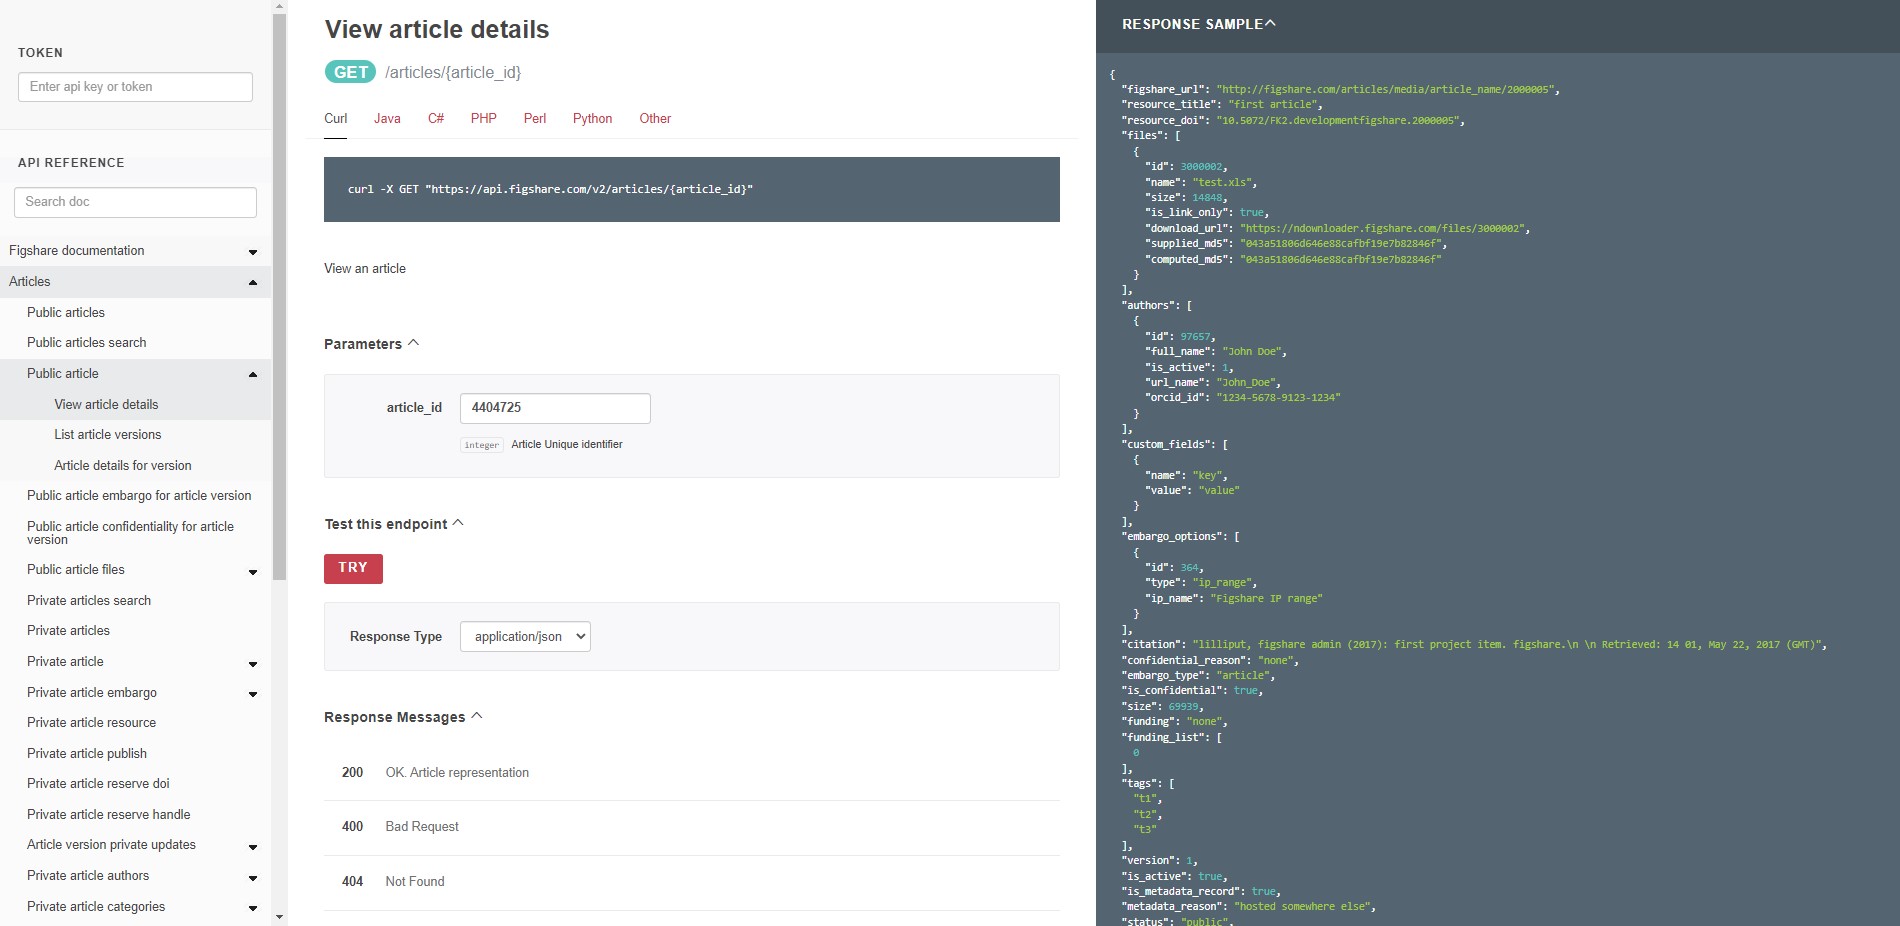 TOKEN
Enter api key or token
API REFERENCE
Search doc
Figshare documentation
Articles
Public articles
Public articles search
Public article
View article details
List article versions
Article details for version
Public article embargo for article version
Public article confidentiality for article
version
Public article files
Private articles search
Private articles
Private article
Private article embargo
Private article resource
Private article publish
Private article reserve doi
Private article reserve handle
Article version private updates
Private article authors
Private article categories
View article details
GET /articles/{article_id}
Curl Java C# PHP Perl Python Other
curl -X GET "https://api.figshare.com/v2/articles/{article_id}"
View an article
Parameters
article_id 4404725
integer Article Unique identifier
Test this endpoint
TRY
Response Type application/json
Response Messages
200 OK. Article representation
400 Bad Request
404 Not Found
RESPONSE SAMPLE
{
"figshare_url": "http://figshare.com/articles/media/article_name/2000005",
"resource_title": "first article",
"resource_doi": "10.5072/FK2.developmentfigshare.2000005",
"files": [
{
"id": 3000002,
"name": "test.xls",
"size": 14848,
"is_link_only": true,
"download_url": "https://ndownloader.figshare.com/files/3000002",
"supplied_md5": "043a51806d646e88cafbf19e7b82846f",
"computed_md5": "043a51806d646e88cafbf19e7b82846f"
}
],
"authors": [
{
"id": 97657,
"full_name": "John Doe",
"is_active": 1,
"url_name": "John_Doe",
"orcid_id": "1234-5678-9123-1234"
}
],
"custom_fields": [
{
"name": "key",
"value": "value"
}
],
"embargo_options": [
{
"id": 364,
"type": "ip_range",
"ip_name": "Figshare IP range"
}
],
"citation": "lilliput, figshare admin (2017): first project item. figshare.\n \n Retrieved: 14 01, May 22, 2017 (GMT)",
"confidential_reason": "none",
"embargo_type": "article",
"is_confidential": true,
"size": 69939,
"funding": "none",
"funding_list": [
0
],
"tags": [
"t1",
"t2",
"t3"
],
"version": 1,
"is_active": true,
"is_metadata_record": true,
"metadata_reason": "hosted somewhere else",
"status": "public",